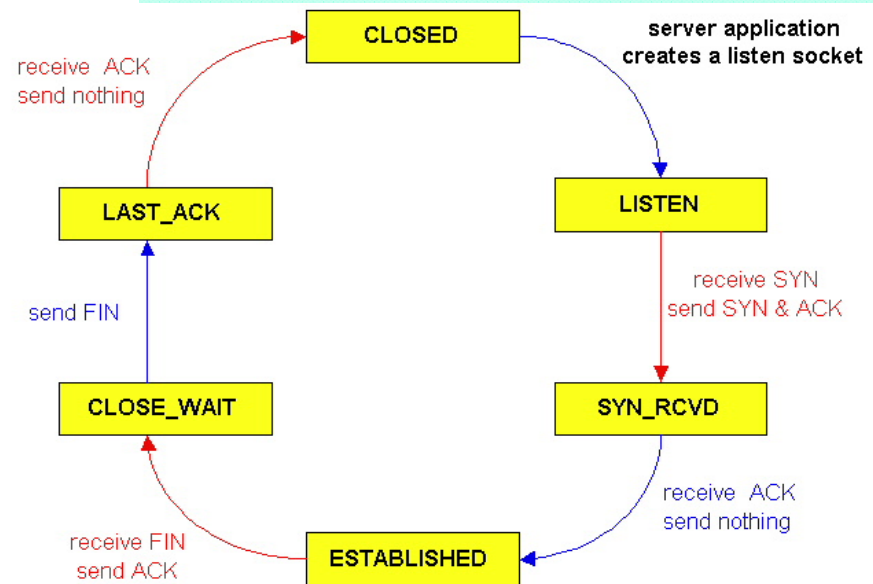 CLOSED
server application
creates a listen socket
receive ACK
send nothing
LAST_ACK
LISTEN
receive SYN
send SYN & ACK
send FIN
CLOSE_WAIT
SYN_RCVD
receive ACK
send nothing
receive FIN
send ACK
ESTABLISHED